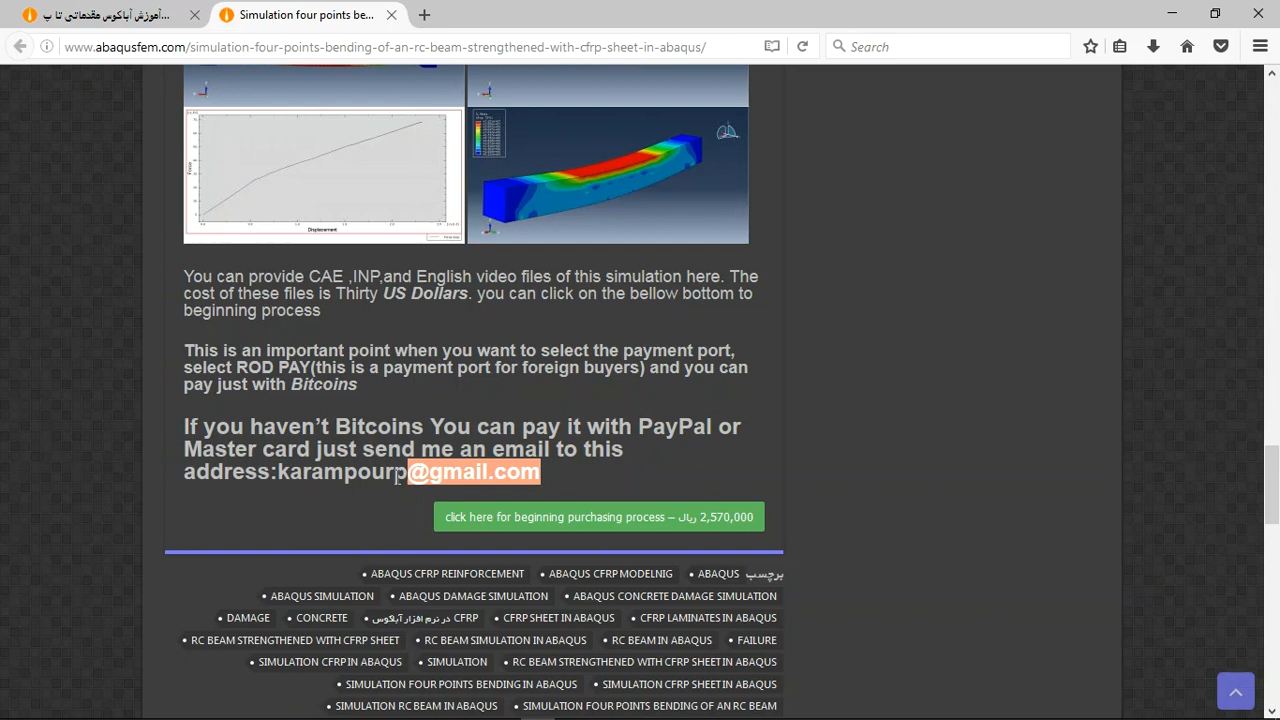 آموزش آباکوس مقدماتی تا پ...
Simulation four points be...
www.abaqusfem.com/simulation-four-points-bending-of-an-rc-beam-strengthened-with-cfrp-sheet-in-abaqus/
Search
Displacement
You can provide CAE ,INP,and English video files of this simulation here. The
cost of these files is Thirty US Dollars. you can click on the bellow bottom to
beginning process
This is an important point when you want to select the payment port,
select ROD PAY(this is a payment port for foreign buyers) and you can
pay just with Bitcoins
If you haven’t Bitcoins You can pay it with PayPal or
Master card just send me an email to this
address:karampourp@gmail.com
click here for beginning purchasing process – 2,570,000 ریال
برچسب ABAQUS • ABAQUS CFRP MODELNIG • ABAQUS CFRP REINFORCEMENT •
ABAQUS CONCRETE DAMAGE SIMULATION • ABAQUS DAMAGE SIMULATION • ABAQUS SIMULATION •
CFRP LAMINATES IN ABAQUS • CFRP SHEET IN ABAQUS • CFRP در نرم افزار آباکوس • CONCRETE • DAMAGE •
FAILURE • RC BEAM IN ABAQUS • RC BEAM SIMULATION IN ABAQUS • RC BEAM STRENGTHENED WITH CFRP SHEET •
RC BEAM STRENGTHENED WITH CFRP SHEET IN ABAQUS • SIMULATION • SIMULATION CFRP IN ABAQUS •
SIMULATION CFRP SHEET IN ABAQUS • SIMULATION FOUR POINTS BENDING IN ABAQUS •
SIMULATION FOUR POINTS BENDING OF AN RC BEAM • SIMULATION RC BEAM IN ABAQUS •